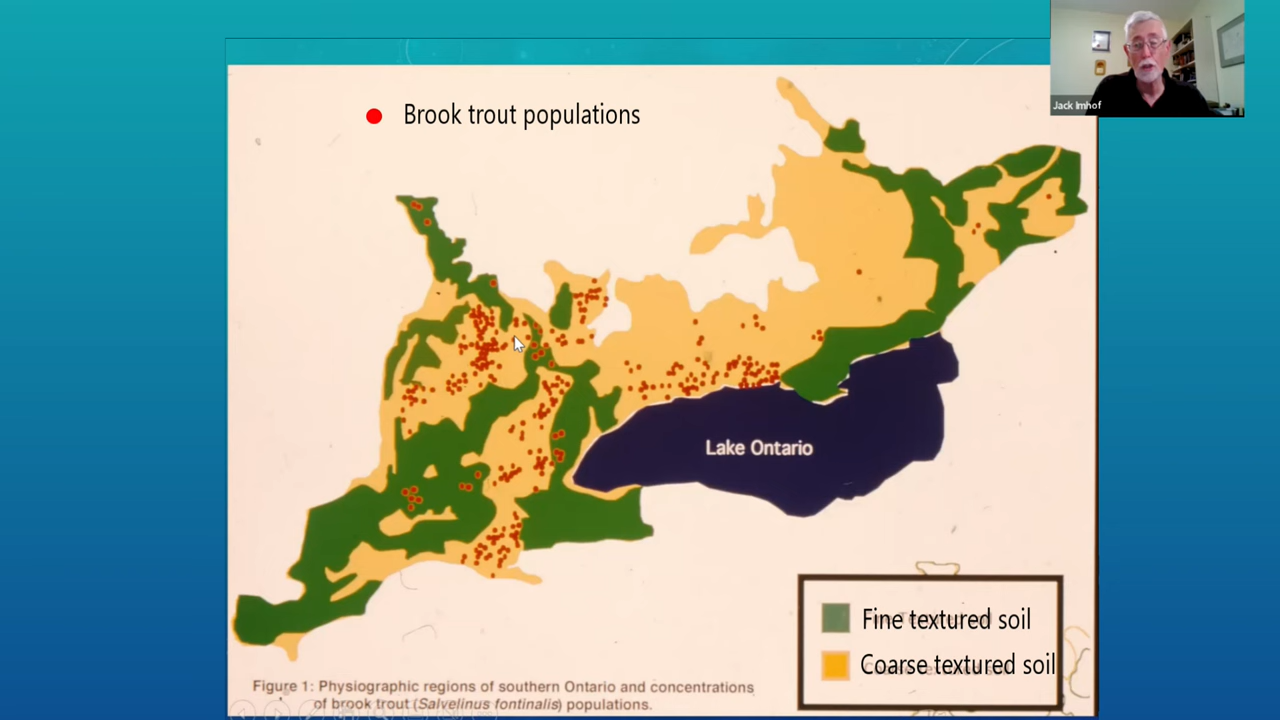 Jack Imhof
Brook trout populations
Lake Ontario
Fine textured soil
Coarse textured soil
Figure 1: Physiographic regions of southern Ontario and concentrations
of brook trout (Salvelinus fontinalis) populations.